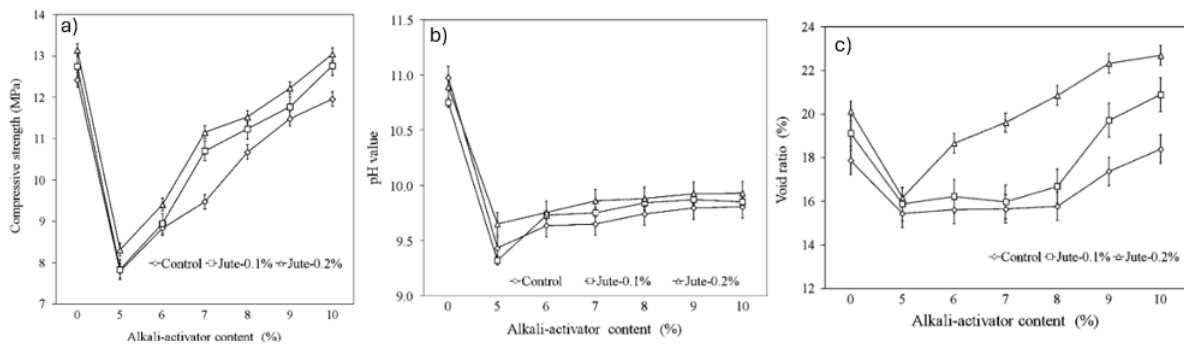 a)
Compressive strength (MPa)
14
13
12
11
10
9
8
7
Control Jute-0.1% Jute-0.2%
0 5 6 7 8 9 10
Alkali-activator content (%)
b)
pH value
11.5
11.0
10.5
10.0
9.5
9.0
Control Jute-0.1% Jute-0.2%
0 5 6 7 8 9 10
Alkali-activator content (%)
c)
Void ratio (%)
24
22
20
18
16
14
12
Control Jute-0.1% Jute-0.2%
0 5 6 7 8 9 10
Alkali-activator content (%)